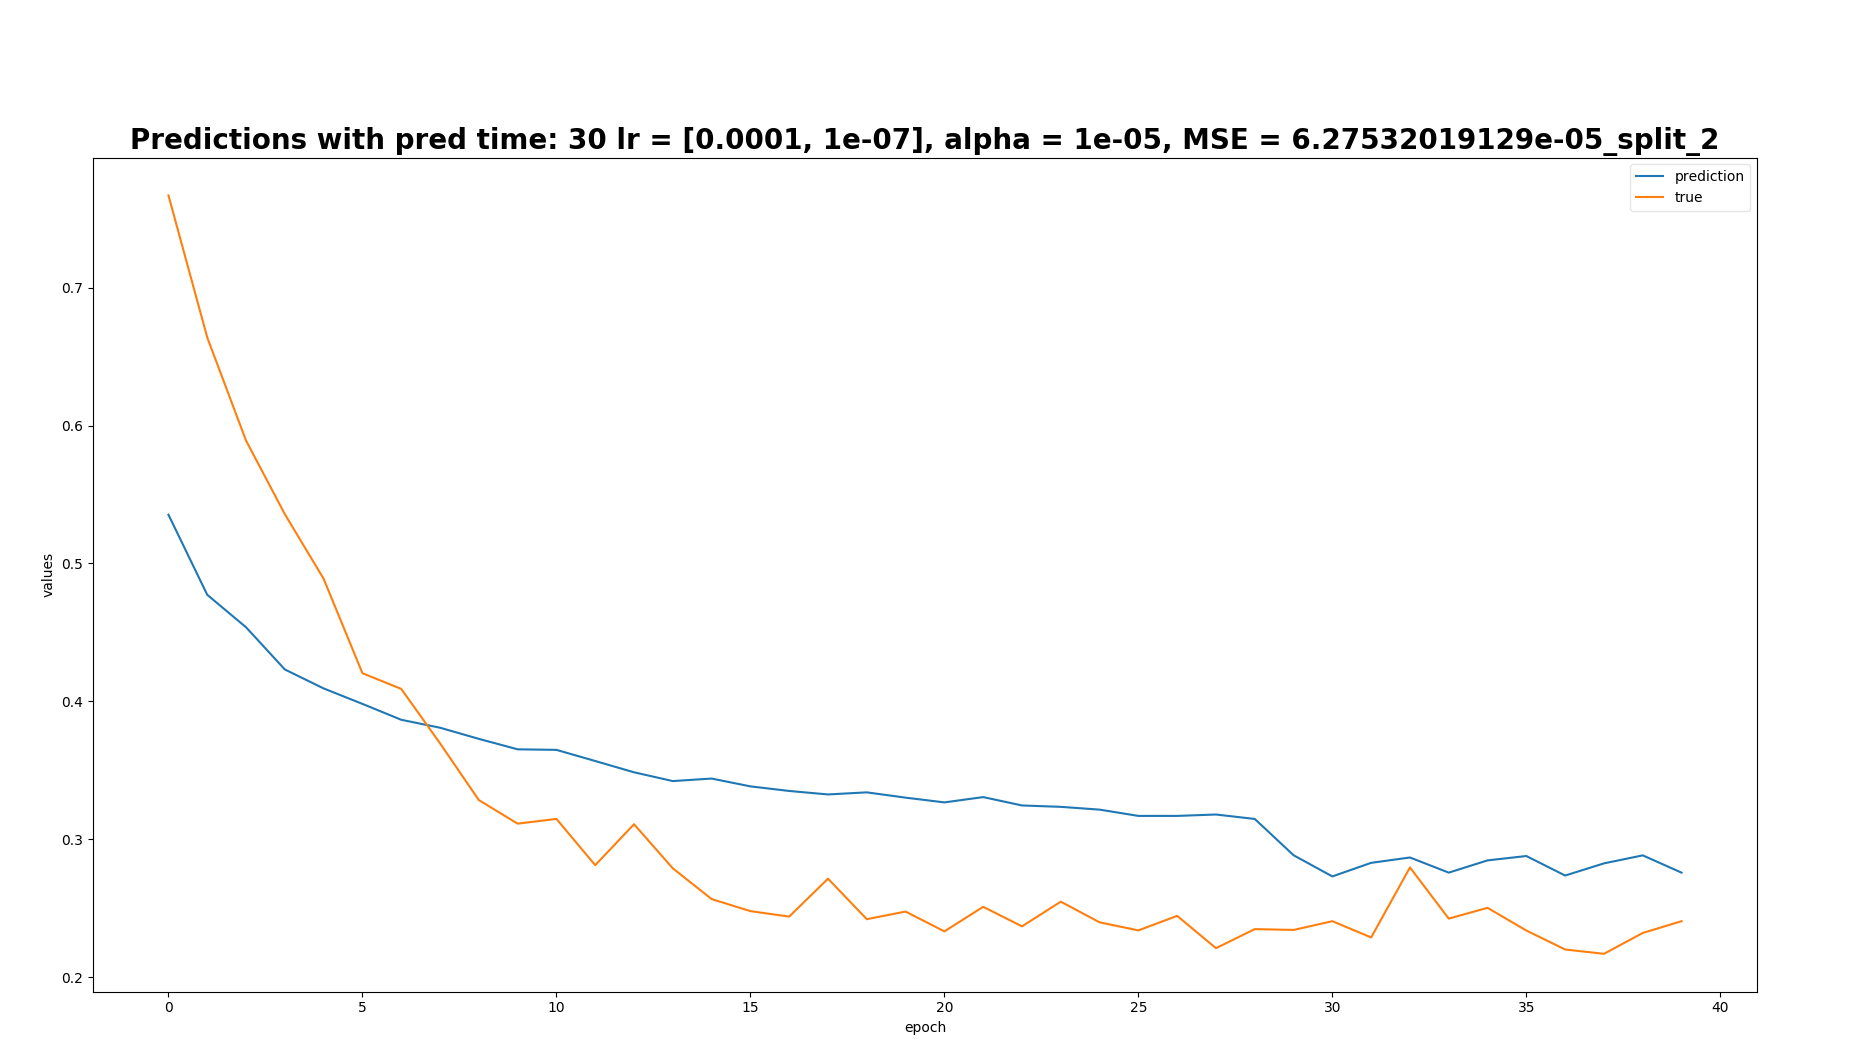 Predictions with pred time: 30 lr = [0.0001, 1e-07], alpha = 1e-05, MSE = 6.27532019129e-05_split_2
prediction
true
0.7
0.6
0.5
0.4
0.3
0.2
values
0 5 10 15 20 25 30 35 40
epoch